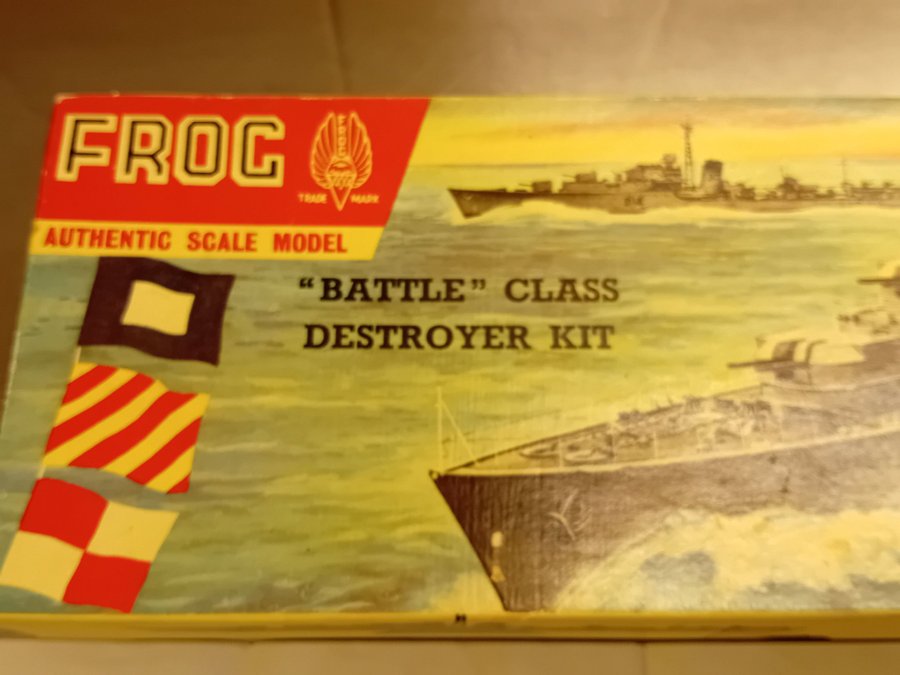 FROG
TRADE MARK
AUTHENTIC SCALE MODEL
“BATTLE” CLASS
DESTROYER KIT